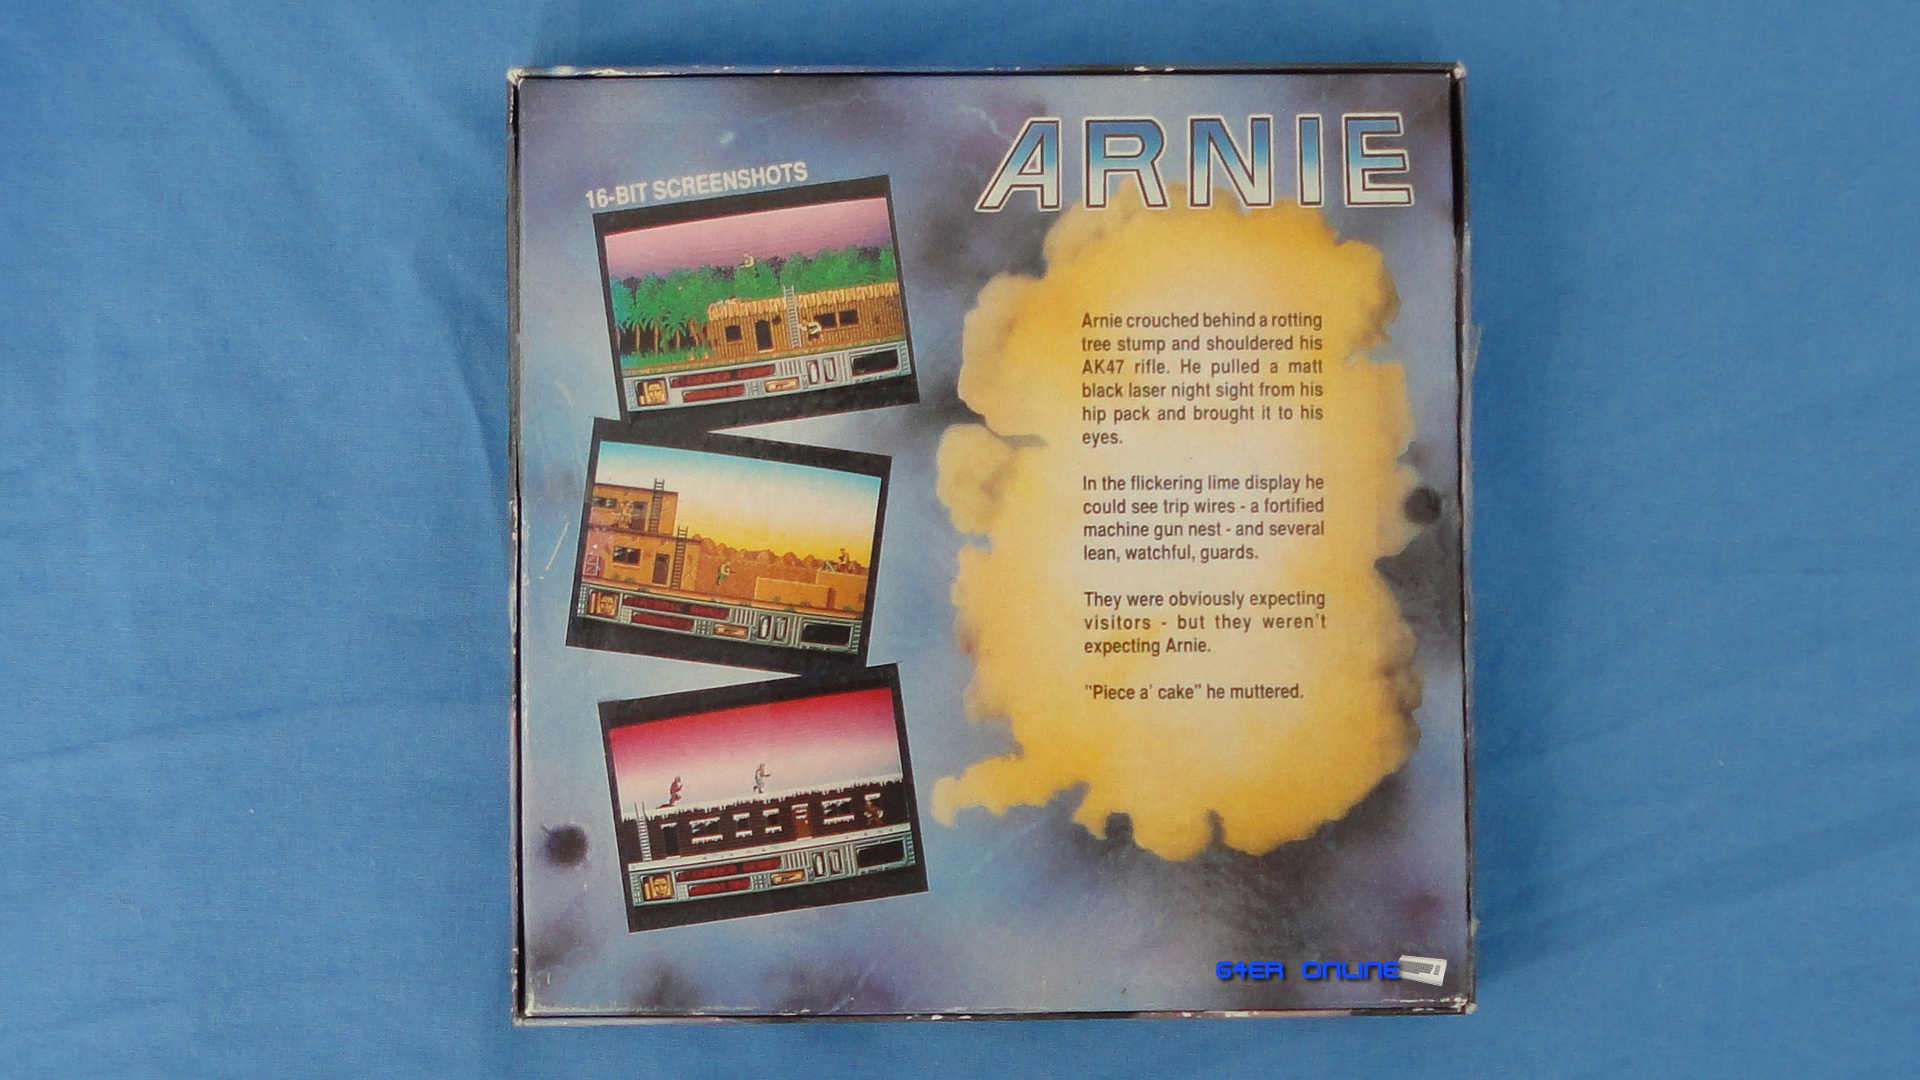 ARNIE
16-BIT SCREENSHOTS
Arnie crouched behind a rotting
tree stump and shouldered his
AK47 rifle. He pulled a matt
black laser night sight from his
hip pack and brought it to his
eyes.
In the flickering lime display he
could see trip wires - a fortified
machine gun nest - and several
lean, watchful, guards.
They were obviously expecting
visitors - but they weren't
expecting Arnie.
"Piece a' cake" he muttered.
64ER ONLINE